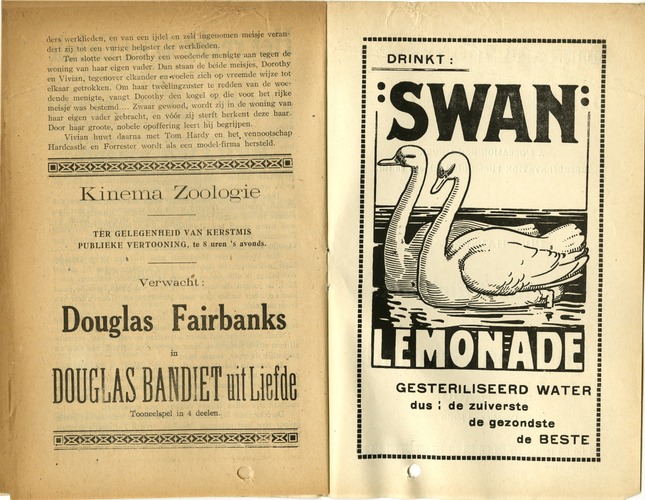 ders werklieden, en van een ijdel en zelf ingenomen meisje veran-
dert zij tot een vurige helpster der werklieden.
Ten slotte voert Dorothy een woedende menigte aan tegen de
woning van haar eigen vader. Dan staan de beide meisjes, Dorothy
en Vivian, tegenover elkander en voelen zich op vreemde wijze tot
elkaar getrokken. Om haar tweelingzuster te redden van de woe-
dende menigte, vangt Dorothy den kogel op die voor het rijke
meisje was bestemd... Zwaar gewond, wordt zij in de woning van
haar eigen vader gebracht, en vóór zij sterft herkent deze haar.
Door haar groote, nobele opoffering leert hij begrijpen.
Vivian huwt daarna met Tom Hardy en het vennootschap
Hardcastle en Forrester wordt als een model-firma hersteld.
Kinema Zoologie
TER GELEGENHEID VAN KERSTMIS
PUBLIEKE VERTOONING, te 8 uren 's avonds.
Verwacht :
Douglas Fairbanks
in
DOUGLAS BANDIET uit Liefde
Tooneelspel in 4 deelen.
DRINKT :
:SWAN:
LEMONADE
GESTERILISEERD WATER
dus : de zuiverste
de gezondste
de BESTE